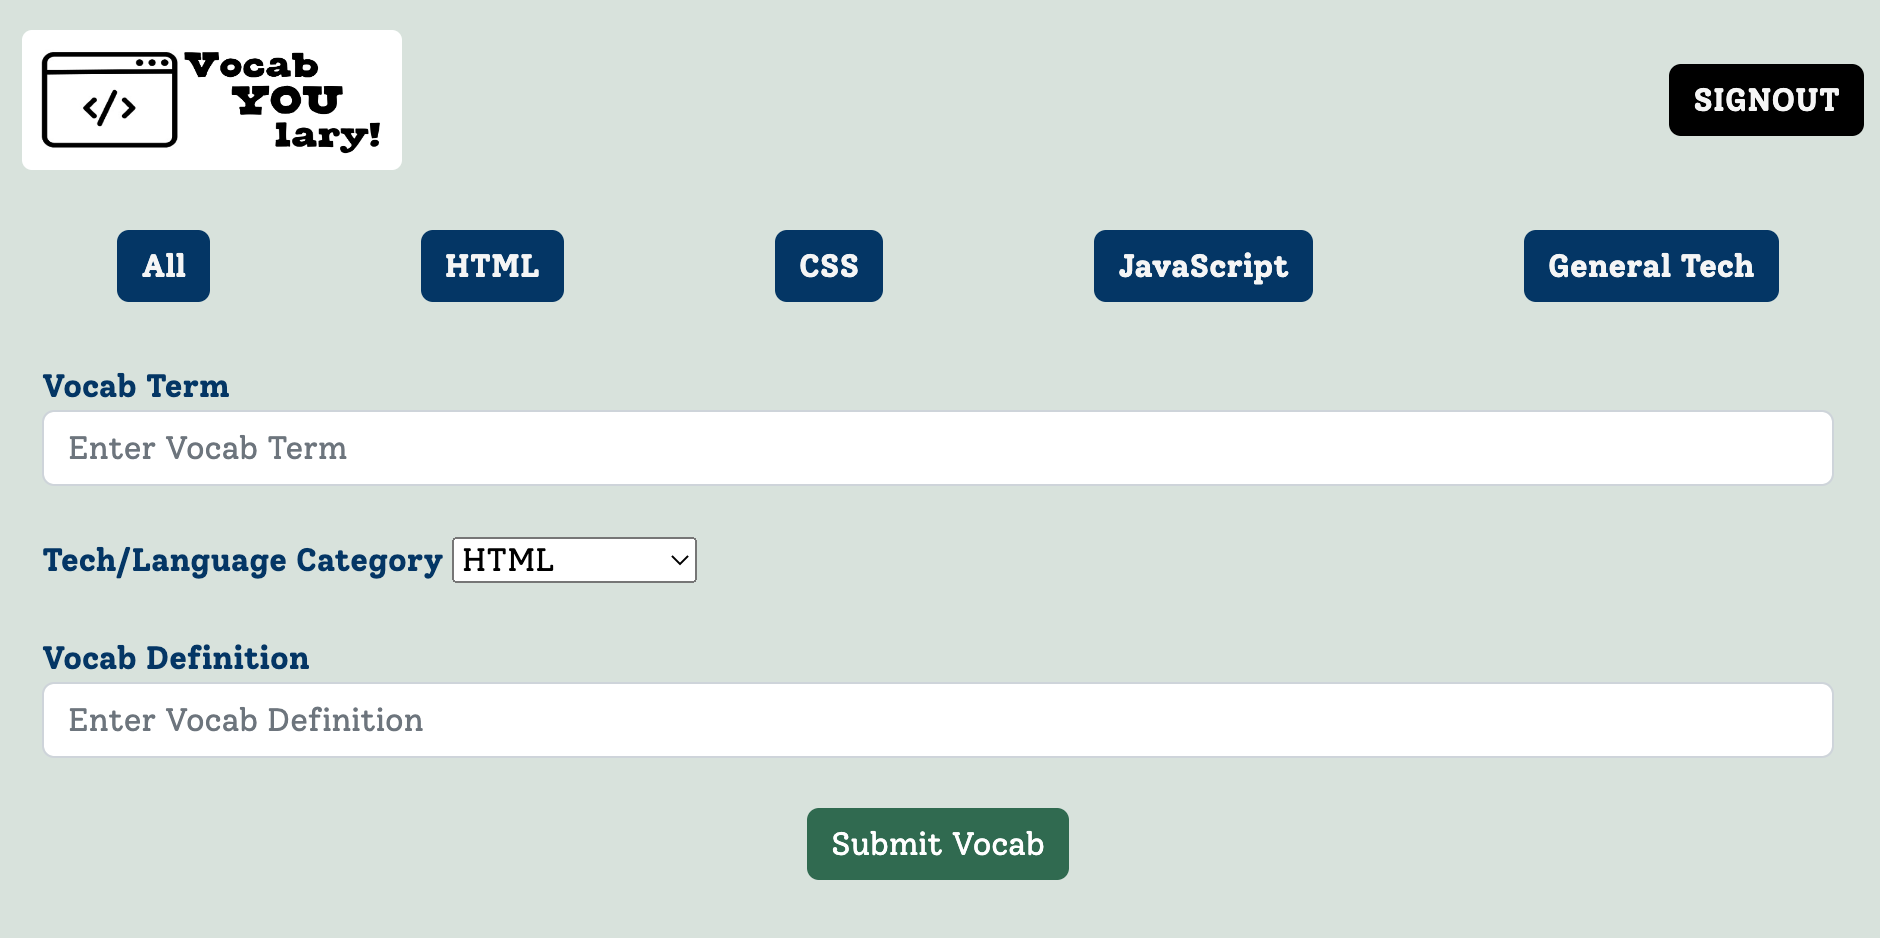 Vocab
YOU
lary!
</>
SIGNOUT
All
HTML
CSS
JavaScript
General Tech
Vocab Term
Enter Vocab Term
Tech/Language Category HTML
Vocab Definition
Enter Vocab Definition
Submit Vocab